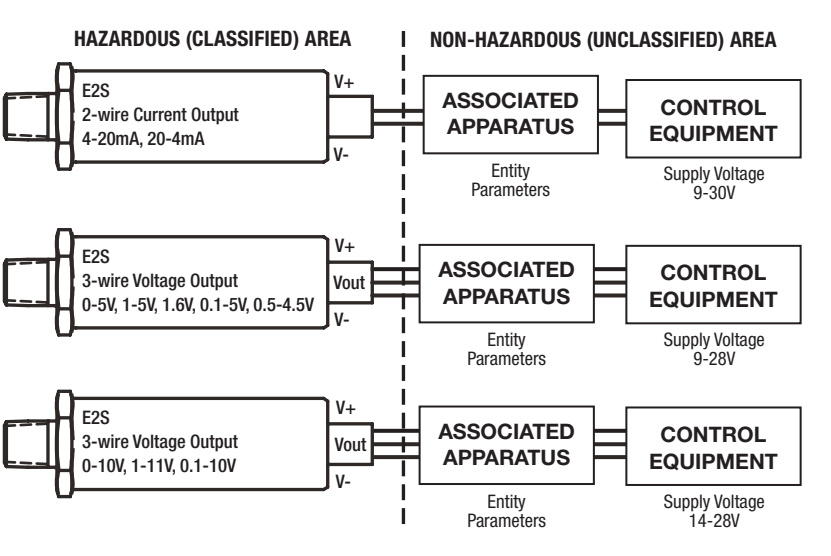 HAZARDOUS (CLASSIFIED) AREA
NON-HAZARDOUS (UNCLASSIFIED) AREA
E2S
2-wire Current Output
4-20mA, 20-4mA
V+
V-
ASSOCIATED
APPARATUS
Entity
Parameters
CONTROL
EQUIPMENT
Supply Voltage
9-30V
E2S
3-wire Voltage Output
0-5V, 1-5V, 1.6V, 0.1-5V, 0.5-4.5V
V+
Vout
V-
ASSOCIATED
APPARATUS
Entity
Parameters
CONTROL
EQUIPMENT
Supply Voltage
9-28V
E2S
3-wire Voltage Output
0-10V, 1-11V, 0.1-10V
V+
Vout
V-
ASSOCIATED
APPARATUS
Entity
Parameters
CONTROL
EQUIPMENT
Supply Voltage
14-28V